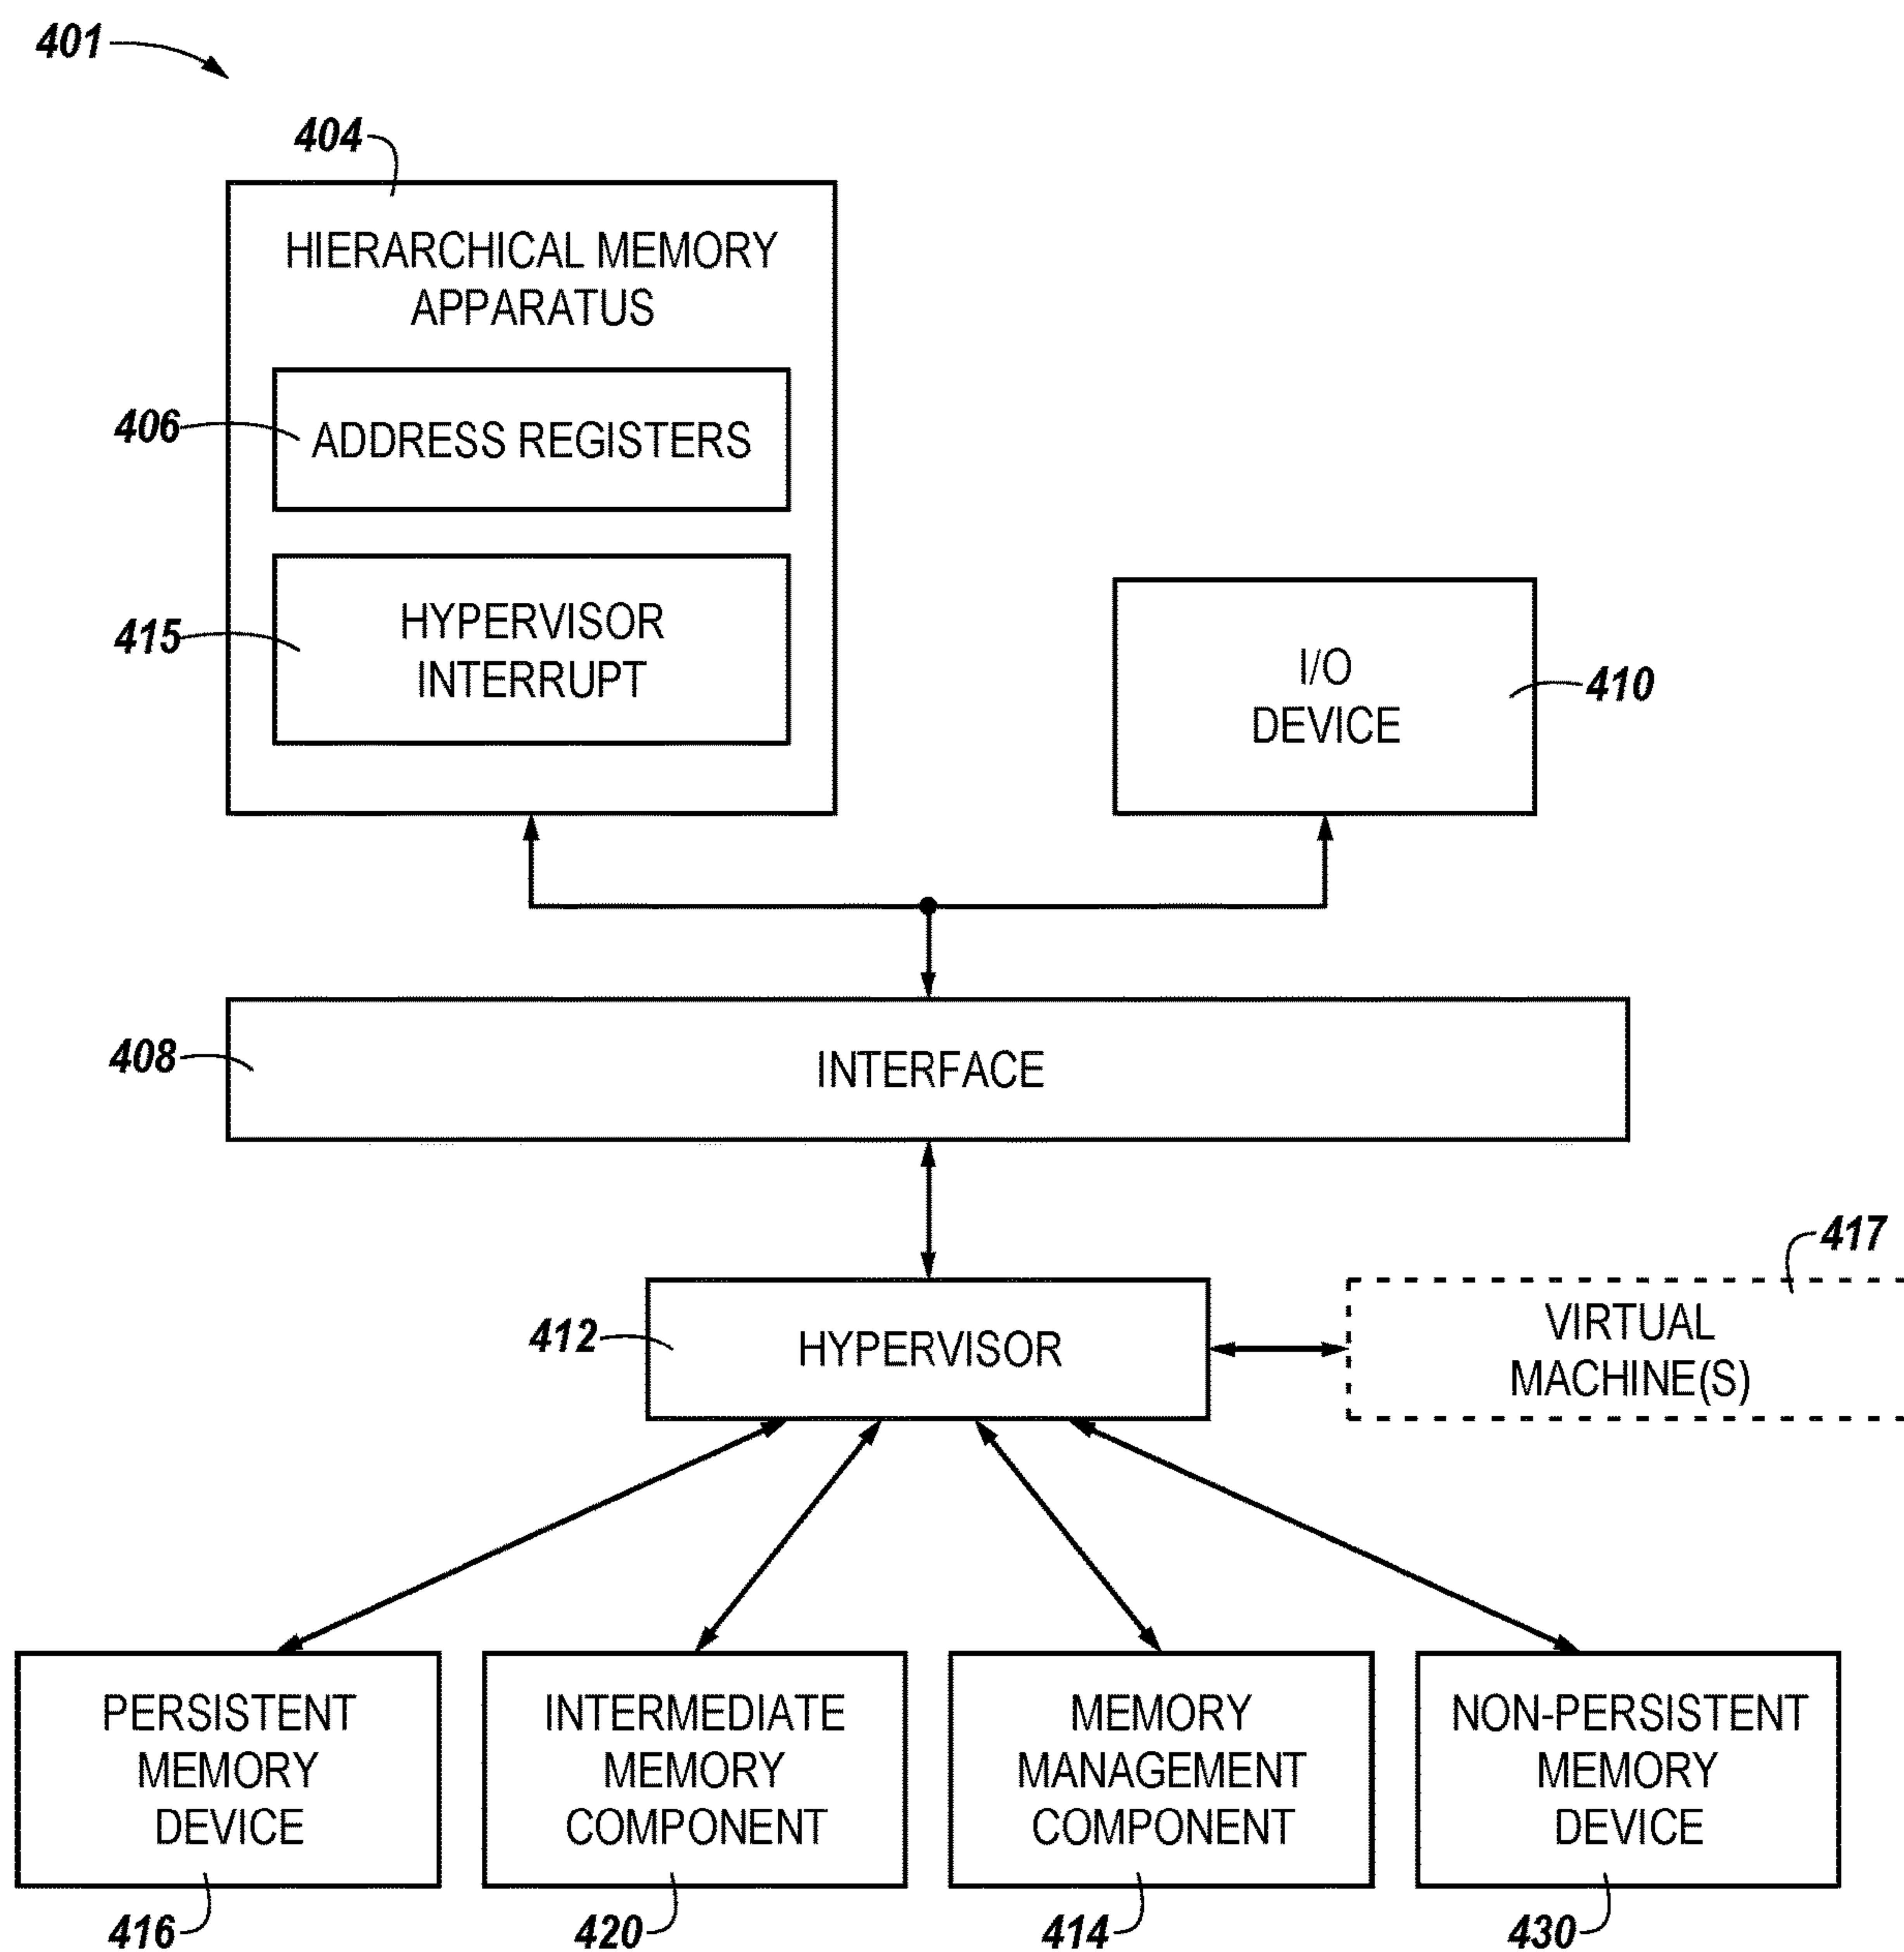 401
404
HIERARCHICAL MEMORY
APPARATUS
406
ADDRESS REGISTERS
415
HYPERVISOR
INTERRUPT
I/O
DEVICE
410
408
INTERFACE
417
412
HYPERVISOR
VIRTUAL
MACHINE(S)
PERSISTENT
MEMORY
DEVICE
416
INTERMEDIATE
MEMORY
COMPONENT
420
MEMORY
MANAGEMENT
COMPONENT
414
NON-PERSISTENT
MEMORY
DEVICE
430